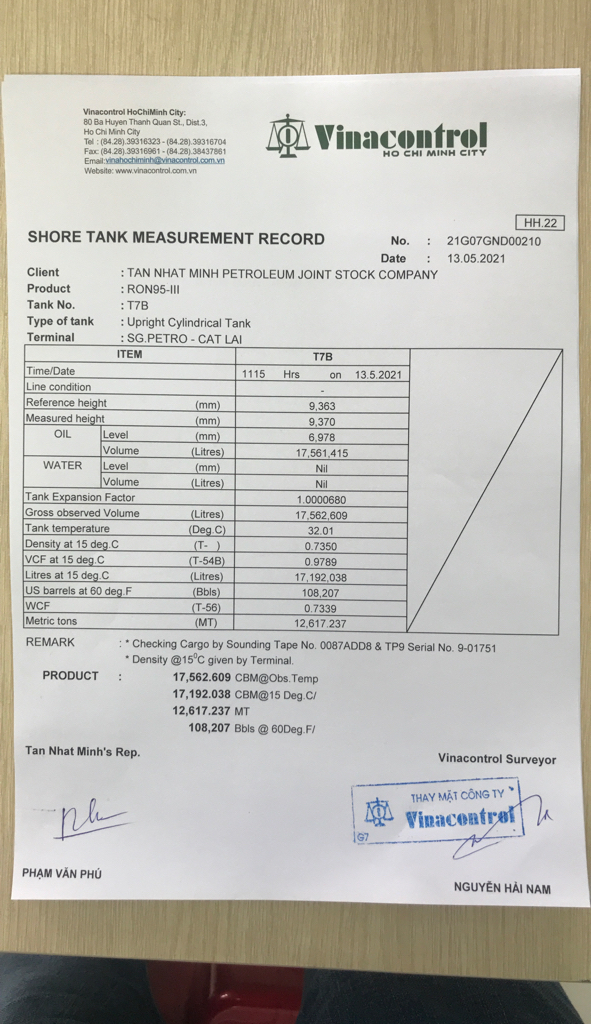 Vinacontrol HoChiMinh City:
80 Ba Huyen Thanh Quan St., Dist.3,
Ho Chi Minh City
Tel : (84.28).39316323 - (84.28).39316704
Fax: (84.28).39316961 - (84.28).38437861
Email:vinahochiminh@vinacontrol.com.vn
Website: www.vinacontrol.com.vn
Vinacontrol
HO CHI MINH CITY
HH.22
SHORE TANK MEASUREMENT RECORD
No. : 21G07GND00210
Date : 13.05.2021
Client : TAN NHAT MINH PETROLEUM JOINT STOCK COMPANY
Product : RON95-III
Tank No. : T7B
Type of tank : Upright Cylindrical Tank
Terminal : SG.PETRO - CAT LAI
ITEM T7B
Time/Date 1115 Hrs on 13.5.2021
Line condition -
Reference height (mm) 9,363
Measured height (mm) 9,370
OIL Level (mm) 6,978
Volume (Litres) 17,561,415
WATER Level (mm) Nil
Volume (Litres) Nil
Tank Expansion Factor 1.0000680
Gross observed Volume (Litres) 17,562,609
Tank temperature (Deg.C) 32.01
Density at 15 deg.C (T- ) 0.7350
VCF at 15 deg.C (T-54B) 0.9789
Litres at 15 deg.C (Litres) 17,192,038
US barrels at 60 deg.F (Bbls) 108,207
WCF (T-56) 0.7339
Metric tons (MT) 12,617.237
REMARK : * Checking Cargo by Sounding Tape No. 0087ADD8 & TP9 Serial No. 9-01751
* Density @15⁰C given by Terminal.
PRODUCT : 17,562.609 CBM@Obs.Temp
17,192.038 CBM@15 Deg.C/
12,617.237 MT
108,207 Bbls @ 60Deg.F/
Tan Nhat Minh's Rep.
Vinacontrol Surveyor
THAY MẶT CÔNG TY
Vinacontrol
G7
PHẠM VĂN PHÚ
NGUYỄN HẢI NAM